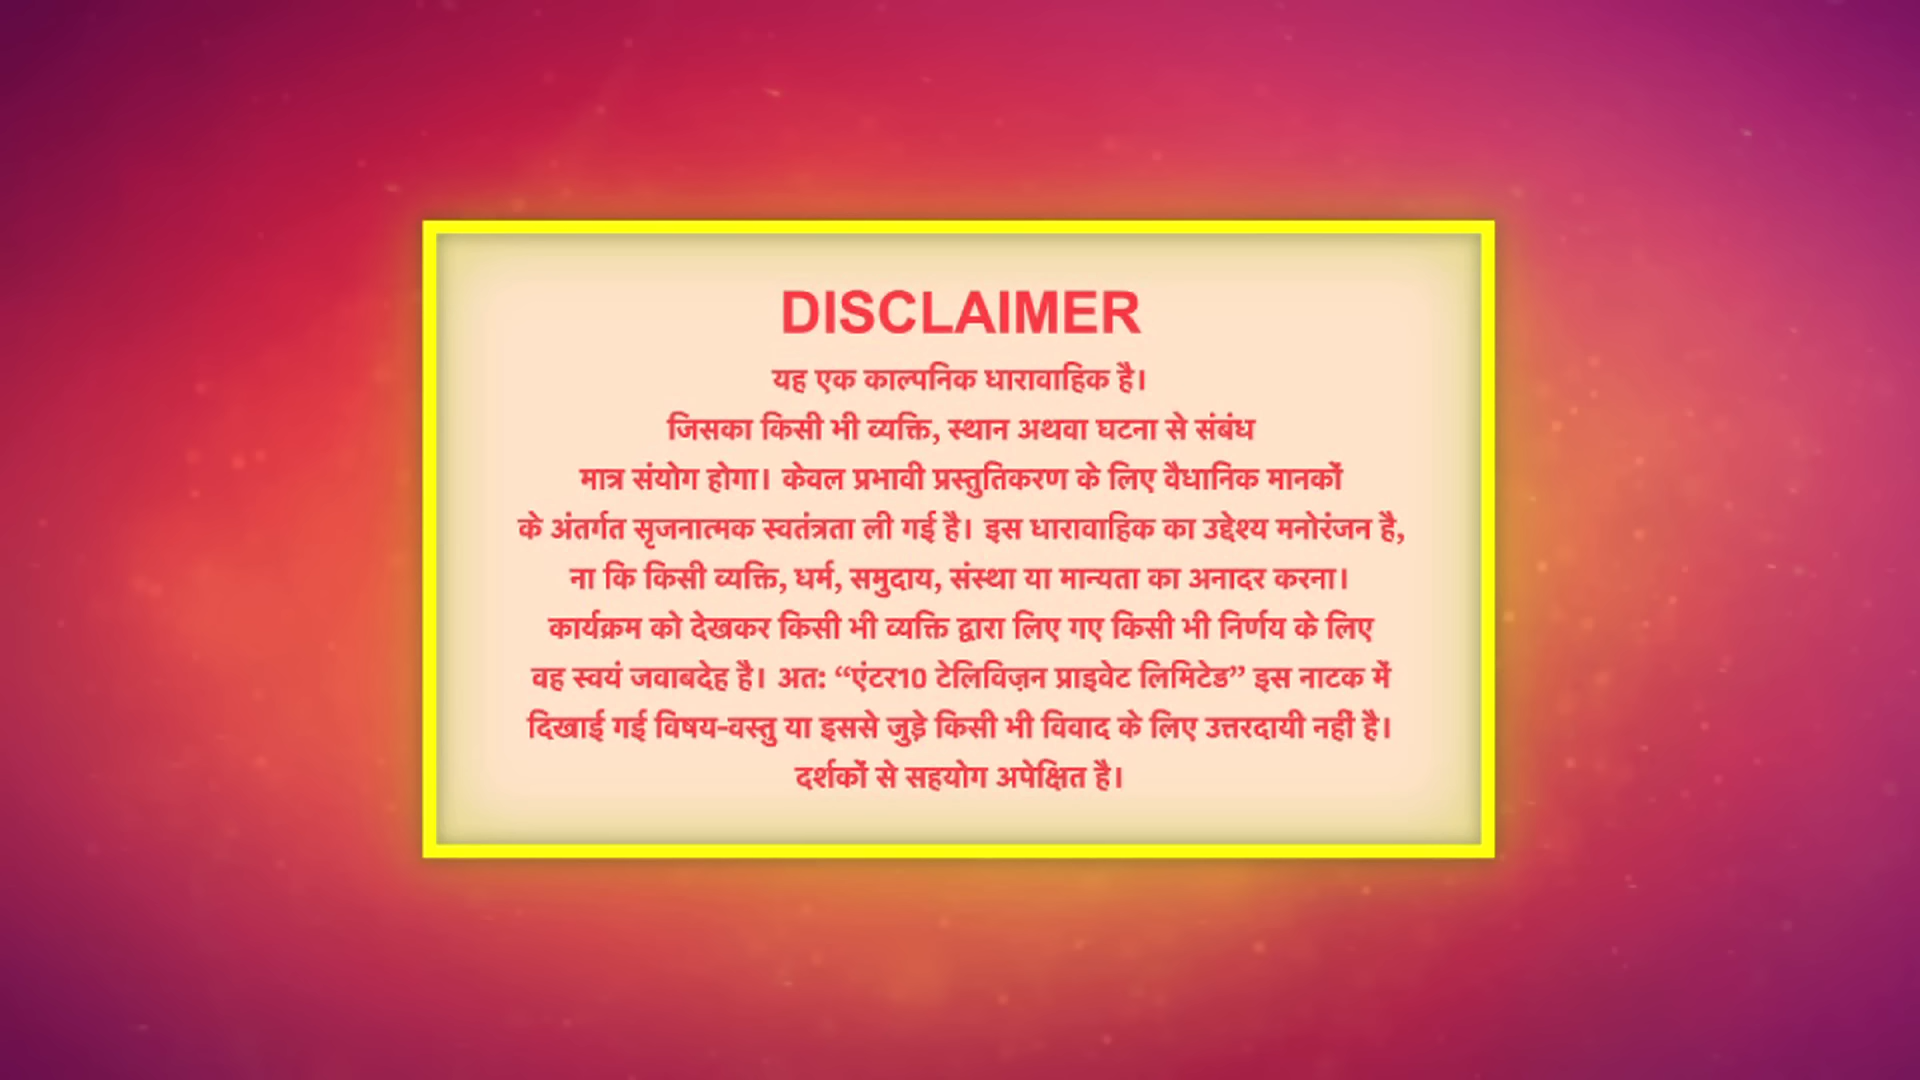 DISCLAIMER
यह एक काल्पनिक धारावाहिक है।
जिसका किसी भी व्यक्ति, स्थान अथवा घटना से संबंध
मात्र संयोग होगा। केवल प्रभावी प्रस्तुतिकरण के लिए वैधानिक मानकों
के अंतर्गत सृजनात्मक स्वतंत्रता ली गई है। इस धारावाहिक का उद्देश्य मनोरंजन है,
ना कि किसी व्यक्ति, धर्म, समुदाय, संस्था या मान्यता का अनादर करना।
कार्यक्रम को देखकर किसी भी व्यक्ति द्वारा लिए गए किसी भी निर्णय के लिए
वह स्वयं जवाबदेह है। अत: “एंटर10 टेलिविज़न प्राइवेट लिमिटेड” इस नाटक में
दिखाई गई विषय-वस्तु या इससे जुड़े किसी भी विवाद के लिए उत्तरदायी नहीं है।
दर्शकों से सहयोग अपेक्षित है।